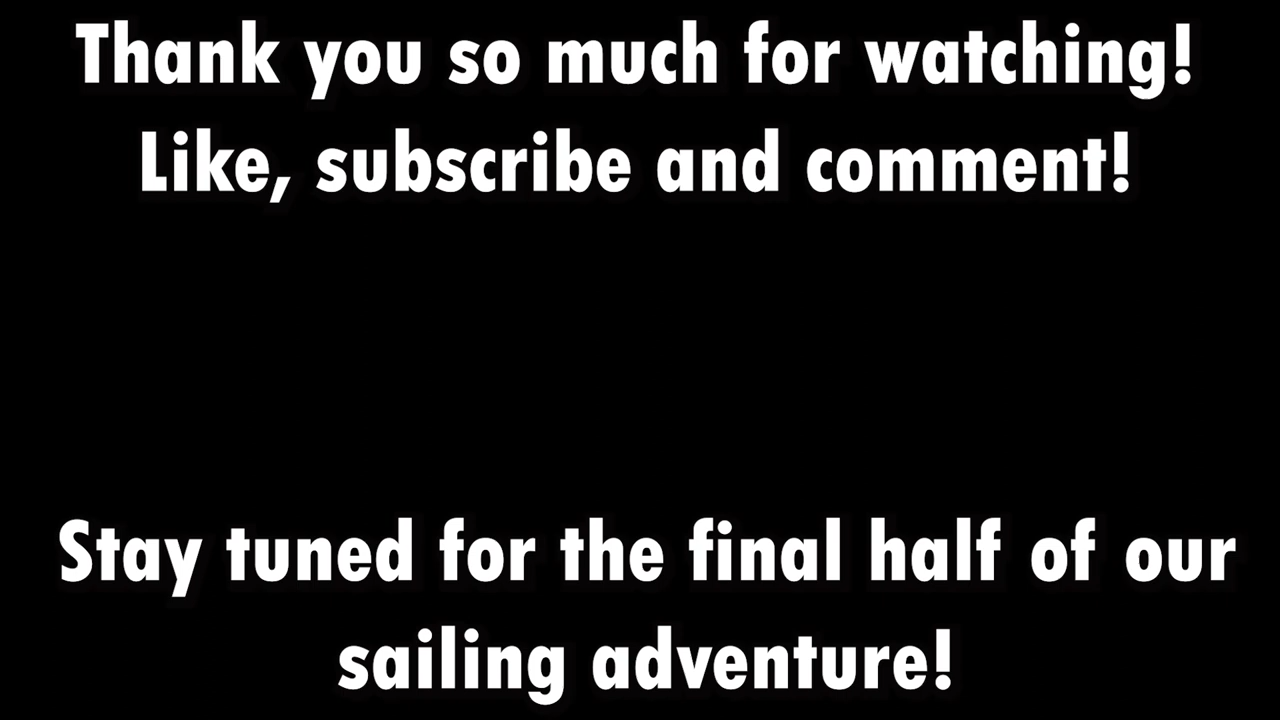 Thank you so much for watching!
Like, subscribe and comment!
Stay tuned for the final half of our
sailing adventure!